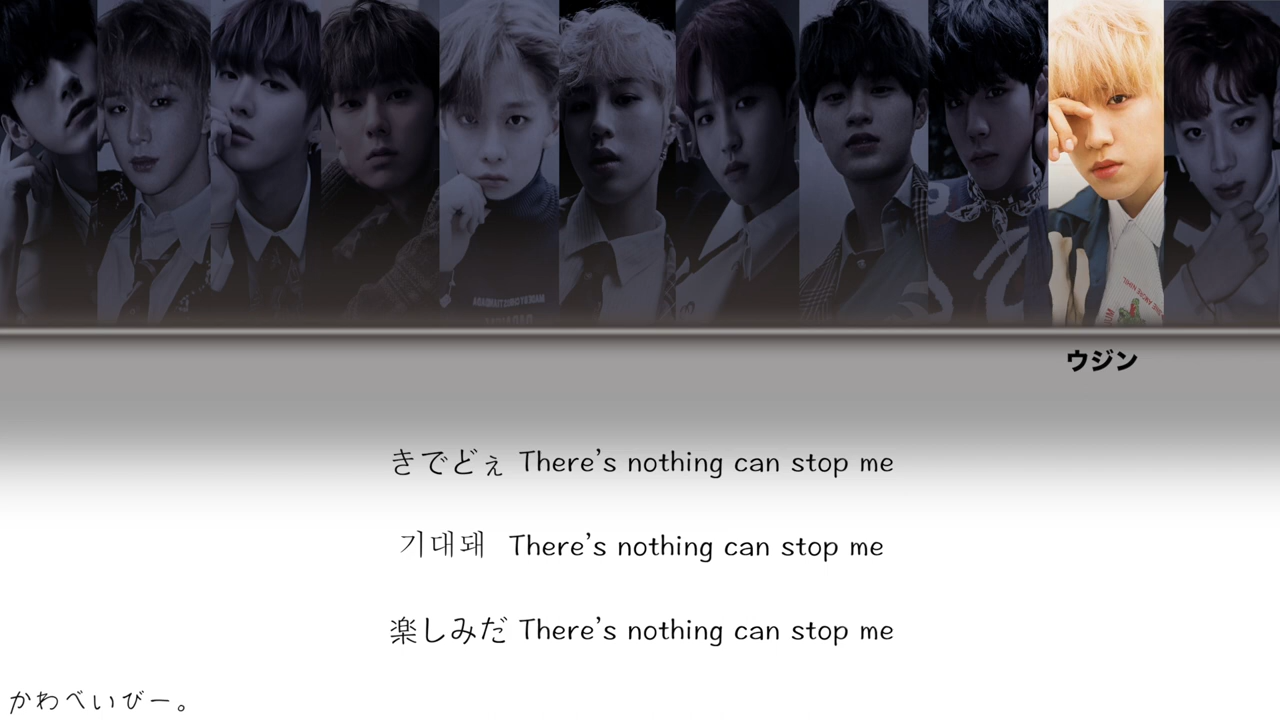 ウジン
きでどぇ There's nothing can stop me
기대돼 There's nothing can stop me
楽しみだ There's nothing can stop me
かわべいびー。